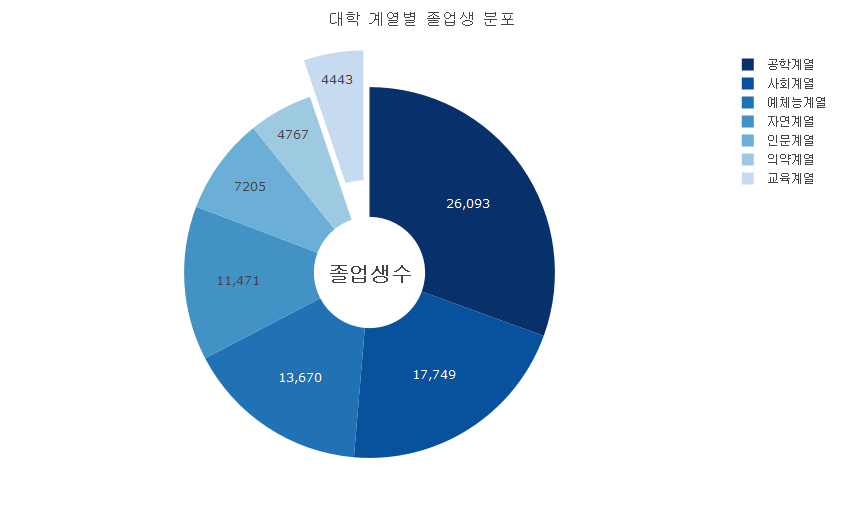 대학 계열별 졸업생 분포
공학계열
사회계열
예체능계열
자연계열
인문계열
의약계열
교육계열
4443
4767
7205
26,093
11,471
졸업생수
17,749
13,670